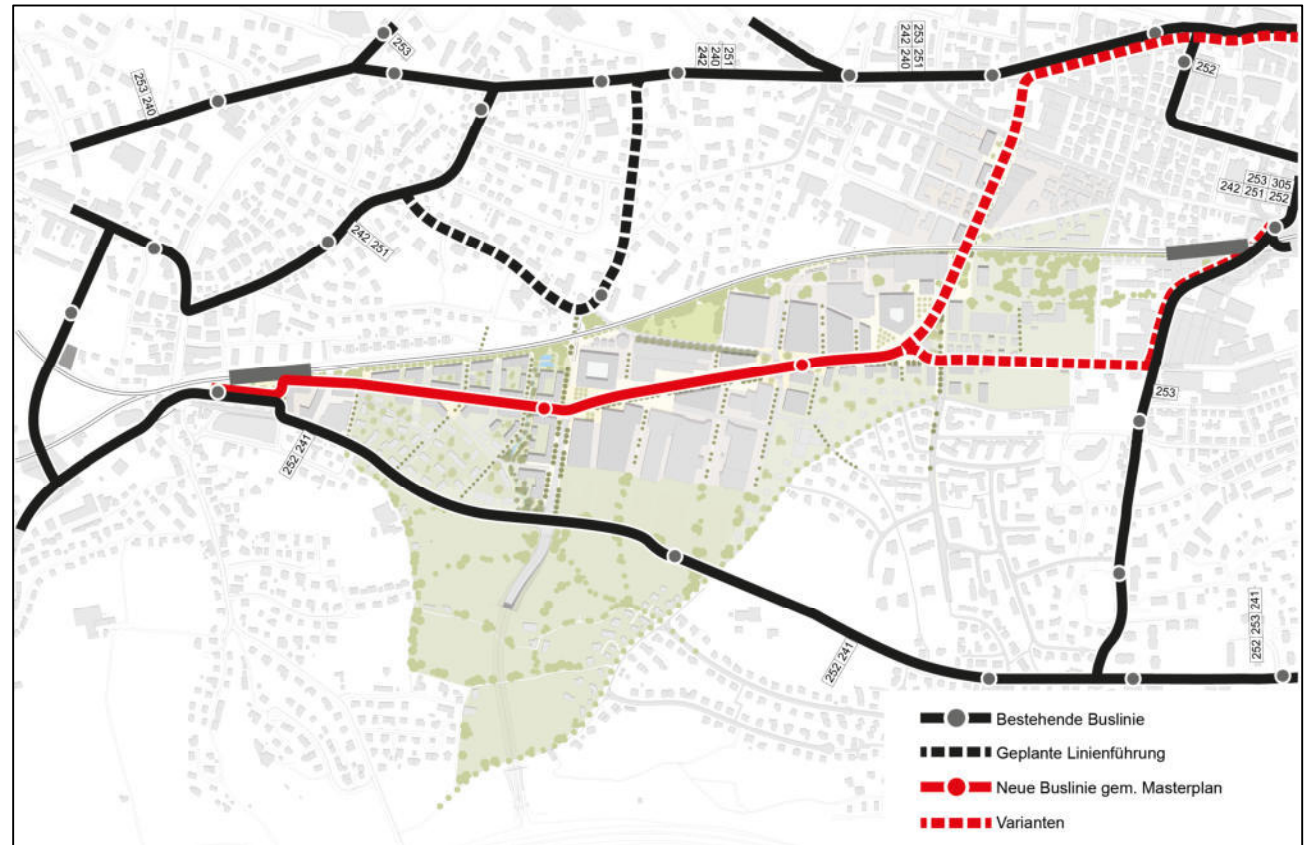 253
253 240
251
240
242
253 251
242 240
252
253 305
242 251 252
242 251
252 241
253
252 241
252 253 241
Bestehende Buslinie
Geplante Linienführung
Neue Buslinie gem. Masterplan
Varianten